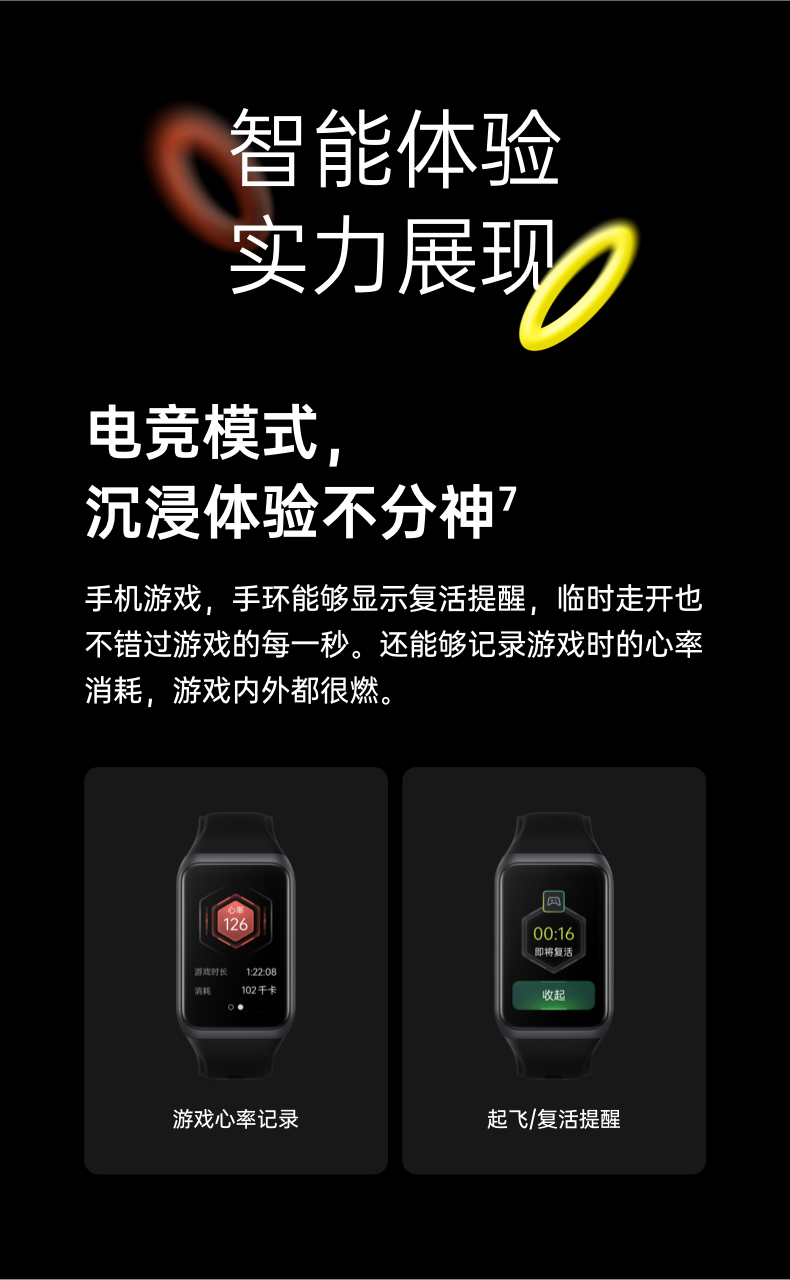 智能体验
实力展现
电竞模式，
沉浸体验不分神7
手机游戏，手环能够显示复活提醒，临时走开也
不错过游戏的每一秒。还能够记录游戏时的心率
消耗，游戏内外都很燃。
心率
126
游戏时长 1:22:08
消耗 102千卡
游戏心率记录
00:16
即将复活
收起
起飞/复活提醒